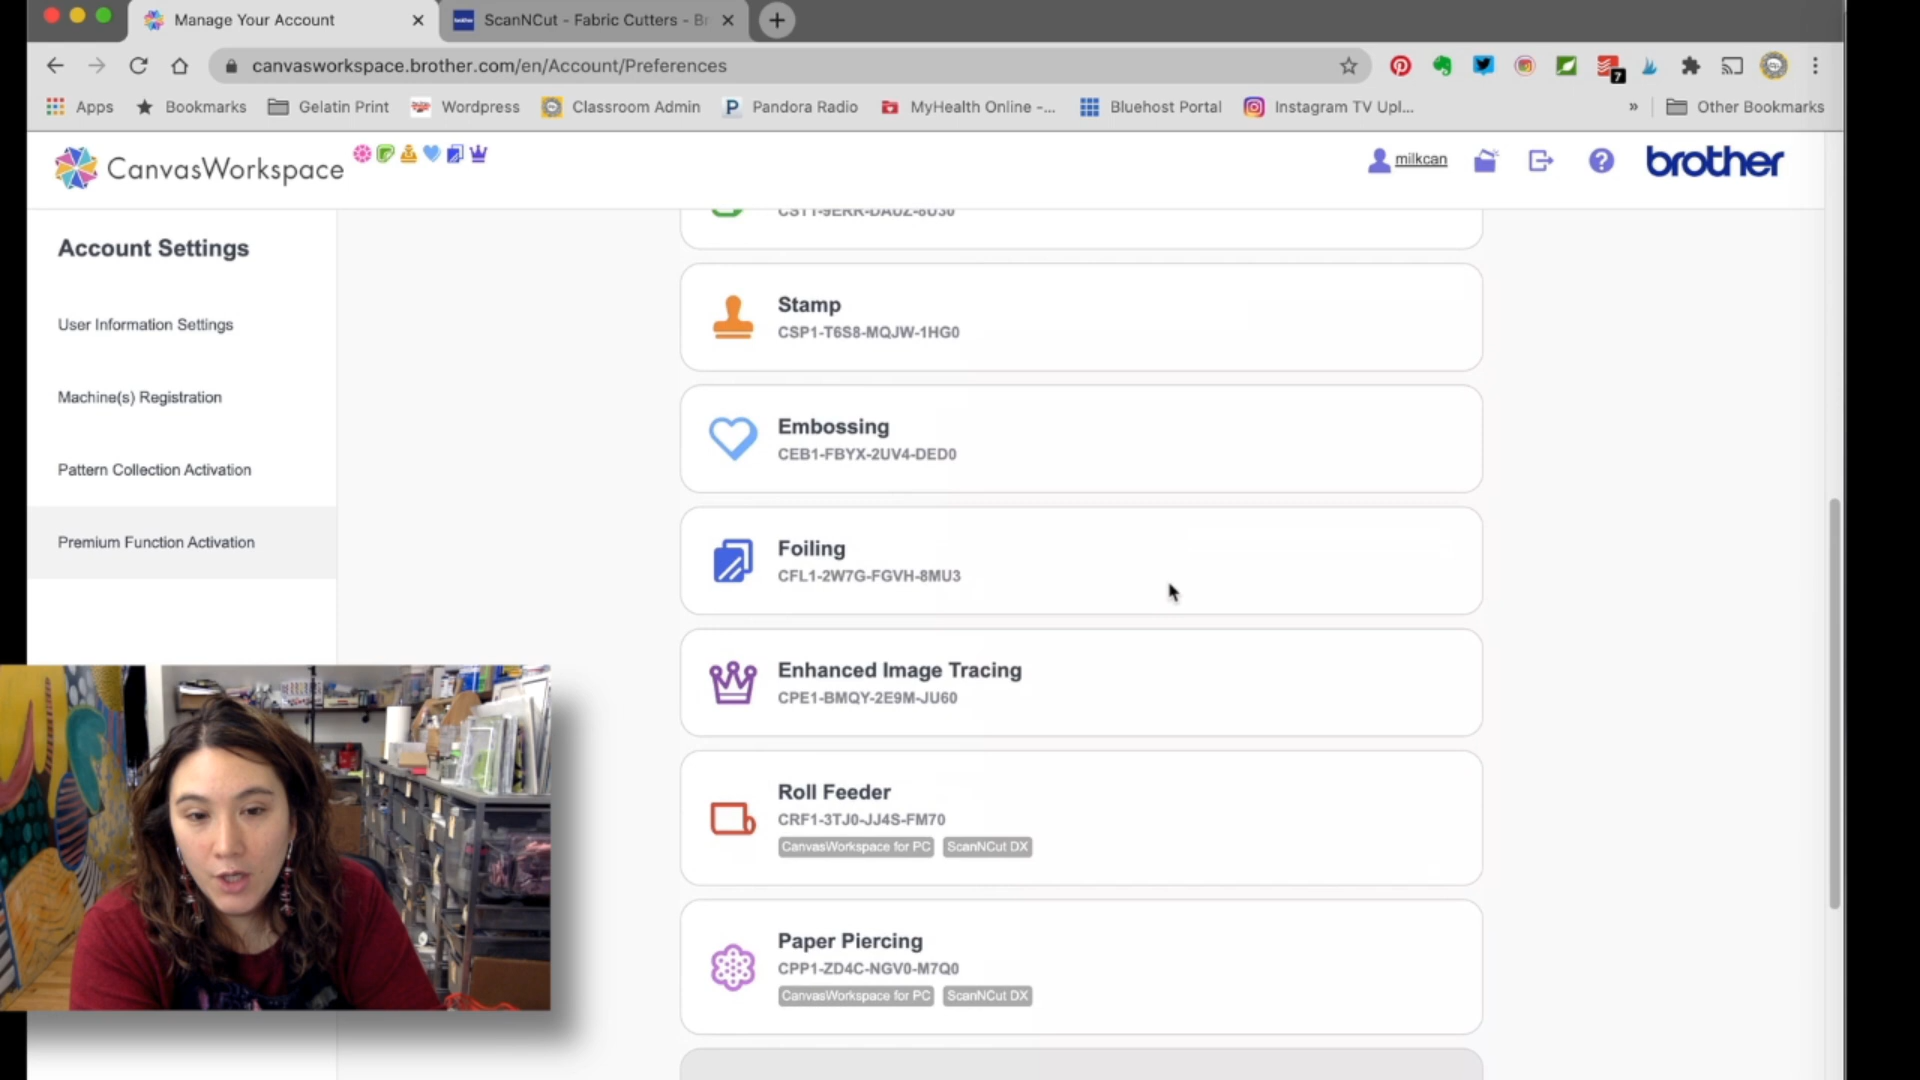 Manage Your Account
ScanNCut - Fabric Cutters - Br
canvasworkspace.brother.com/en/Account/Preferences
7
Apps
Bookmarks
Gelatin Print
Wordpress
Classroom Admin
P
Pandora Radio
MyHealth Online -...
Bluehost Portal
Instagram TV Upl...
»
Other Bookmarks
CanvasWorkspace
milkcan
brother
Account Settings
User Information Settings
Machine(s) Registration
Pattern Collection Activation
Premium Function Activation
Stamp
CSP1-T6S8-MQJW-1HG0
Embossing
CEB1-FBYX-2UV4-DED0
Foiling
CFL1-2W7G-FGVH-8MU3
Enhanced Image Tracing
CPE1-BMQY-2E9M-JU60
Roll Feeder
CRF1-3TJ0-JJ4S-FM70
CanvasWorkspace for PC ScanNCut DX
Paper Piercing
CPP1-ZD4C-NGV0-M7Q0
CanvasWorkspace for PC ScanNCut DX